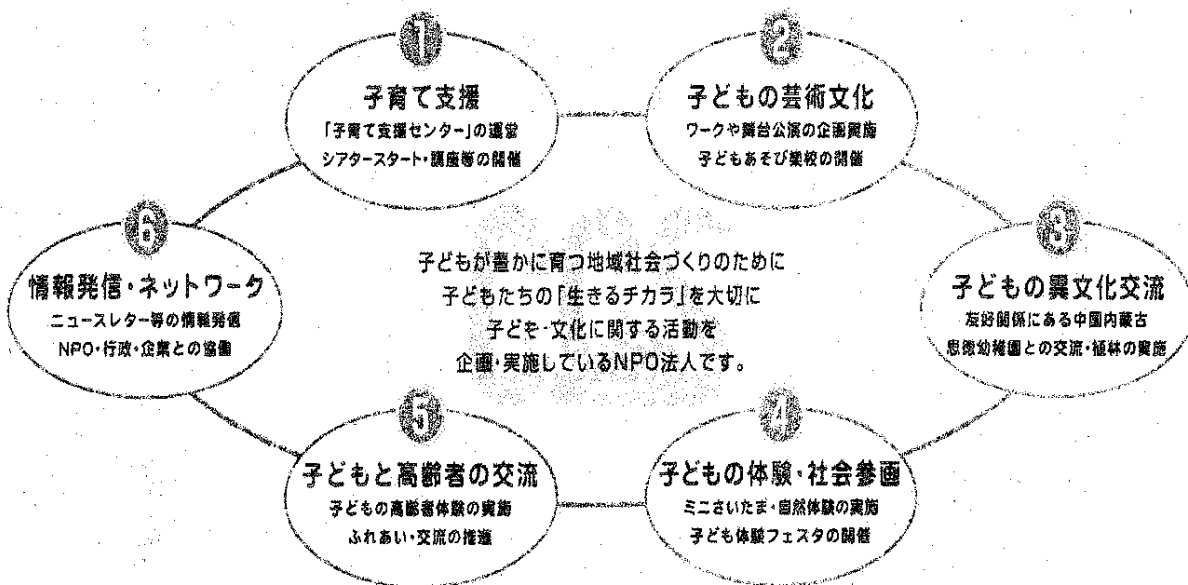 1
子育て支援
「子育て支援センター」の運営
シアタースタート・講座等の開催
2
子どもの芸術文化
ワークや舞台公演の企画実施
子どもあそび楽校の開催
3
子どもの異文化交流
友好関係にある中国内蒙古
思徳幼稚園との交流・植林の実施
4
子どもの体験・社会参画
ミニさいたま・自然体験の実施
子ども体験フェスタの開催
5
子どもと高齢者の交流
子どもの高齢者体験の実施
ふれあい・交流の推進
6
情報発信・ネットワーク
ニュースレター等の情報発信
NPO・行政・企業との協働
子どもが豊かに育つ地域社会づくりのために
子どもたちの「生きるチカラ」を大切に
子ども・文化に関する活動を
企画・実施しているNPO法人です。